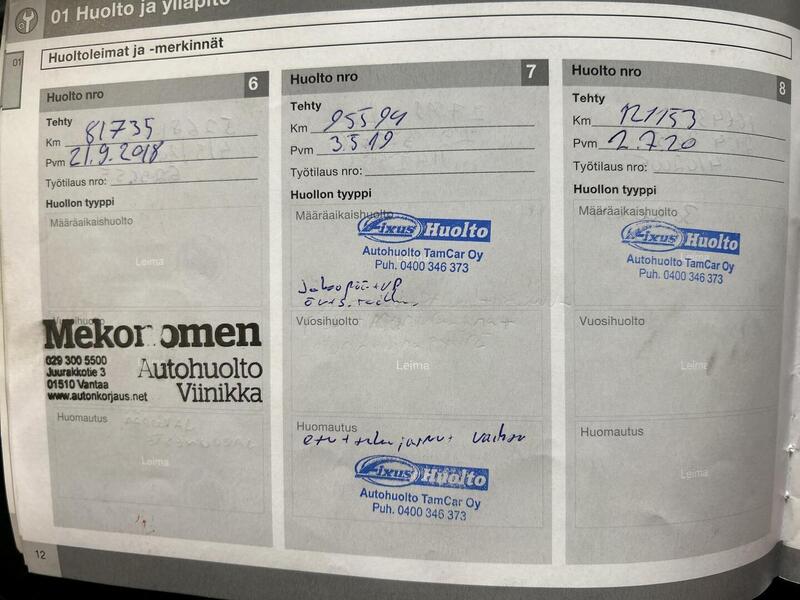 01 Huolto ja ylläpito
01
Huoltoleimat ja -merkinnät
Huolto nro 6
Tehty
Km 81735
Pvm 21.9.2018
Työtilaus nro:
Huollon tyyppi
Määräaikaishuolto
Leima
Vuosihuolto
Mekonomen
029 300 5500
Juurakkotie 3
01510 Vantaa
www.autonkorjaus.net
Autohuolto
Viinikka
Huomautus
Leima
12
Huolto nro 7
Tehty
Km 95594
Pvm 3.5.19
Työtilaus nro:
Huollon tyyppi
Määräaikaishuolto
Fixus Huolto
Autohuolto TamCar Oy
Puh. 0400 346 373
Vuosihuolto
Leima
Huomautus
Fixus Huolto
Autohuolto TamCar Oy
Puh. 0400 346 373
Huolto nro 8
Tehty
Km 121153
Pvm 2.7.20
Työtilaus nro:
Huollon tyyppi
Määräaikaishuolto
Fixus Huolto
Autohuolto TamCar Oy
Puh. 0400 346 373
Vuosihuolto
Leima
Huomautus
Leima